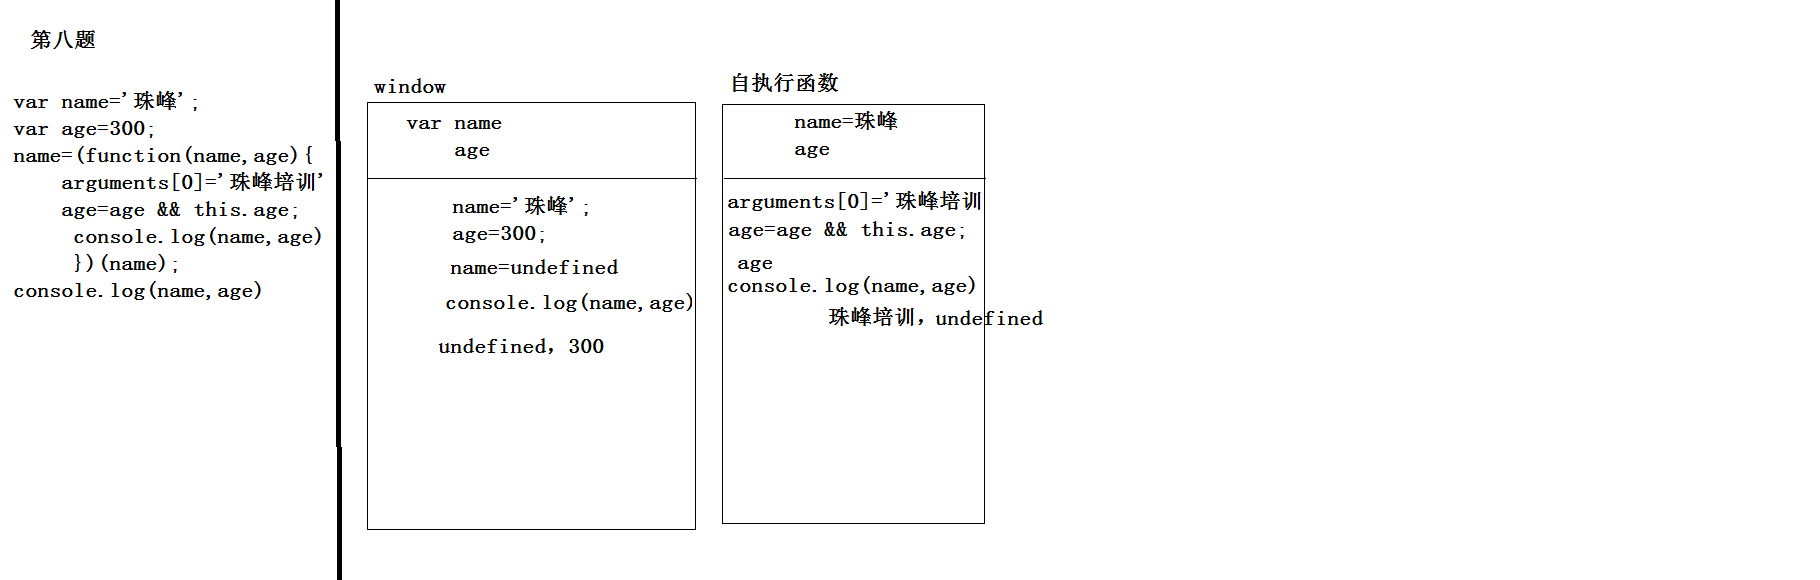 第八题
var name='珠峰';
var age=300;
name=(function(name,age){
arguments[0]='珠峰培训'
age=age && this.age;
console.log(name,age)
})(name);
console.log(name,age)
window
var name
age
name='珠峰';
age=300;
name=undefined
console.log(name,age)
undefined，300
自执行函数
name=珠峰
age
arguments[0]='珠峰培训
age=age && this.age;
age
console.log(name,age)
珠峰培训，undefined